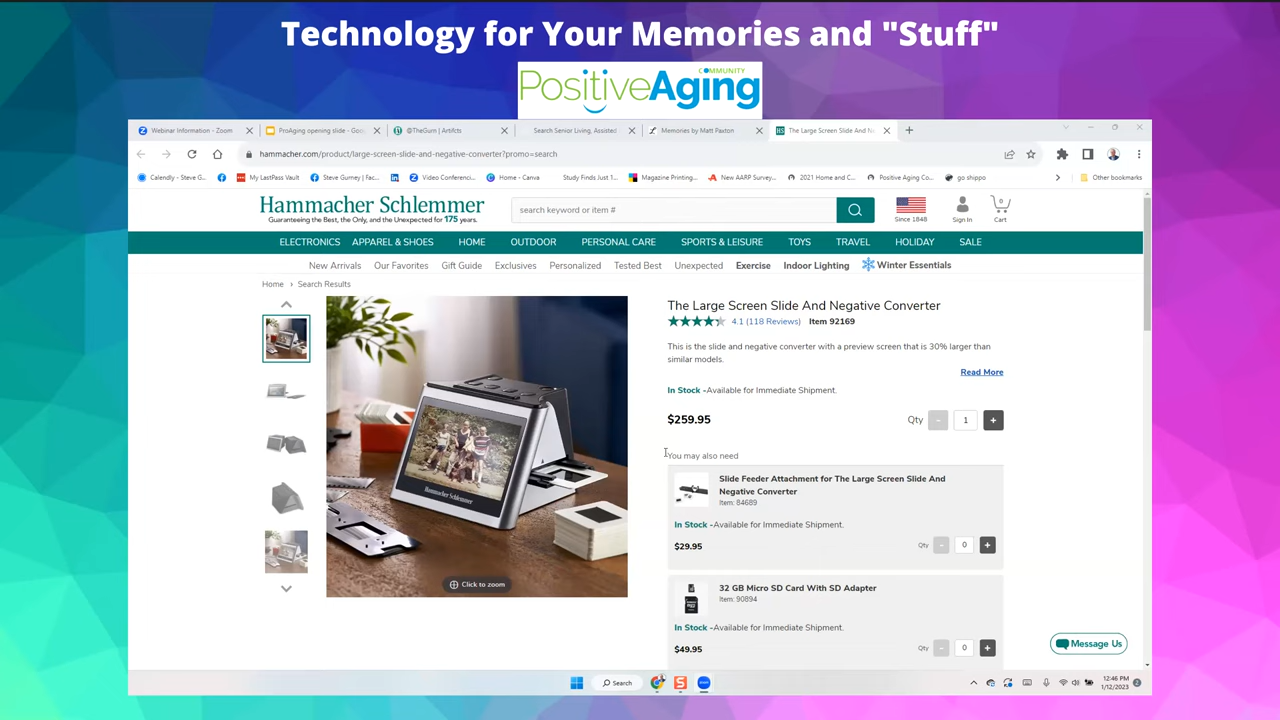 Technology for Your Memories and "Stuff"
COMMUNITY
PositiveAging
Webinar Information - Zoom
ProAging opening slide - Goo
@TheGum | Artifcts
Search Senior Living, Assisted
Memories by Matt Paxton
The Large Screen Slide And Ne
hammacher.com/product/large-screen-slide-and-negative-converter?promo=search
Calendly - Steve G...
My LastPass Vault
Steve Gurney | Fac...
Video Conferenci...
Home - Canva
Study Finds Just 1...
Magazine Printing...
New AARP Survey...
2021 Home and C...
Positive Aging Co...
go shippo
Other bookmarks
Hammacher Schlemmer
Guaranteeing the Best, the Only, and the Unexpected for 175 years.
search keyword or item #
Since 1848
Sign In
0
Cart
ELECTRONICS APPAREL & SHOES HOME OUTDOOR PERSONAL CARE SPORTS & LEISURE TOYS TRAVEL HOLIDAY SALE
New Arrivals Our Favorites Gift Guide Exclusives Personalized Tested Best Unexpected Exercise Indoor Lighting Winter Essentials
Home › Search Results
The Large Screen Slide And Negative Converter
4.1 (118 Reviews) Item 92169
This is the slide and negative converter with a preview screen that is 30% larger than
similar models.
Read More
In Stock -Available for Immediate Shipment.
$259.95
Qty - 1 +
You may also need
Slide Feeder Attachment for The Large Screen Slide And
Negative Converter
Item: 84689
In Stock -Available for Immediate Shipment.
$29.95
Qty - 0 +
32 GB Micro SD Card With SD Adapter
Item: 90894
In Stock -Available for Immediate Shipment.
$49.95
Qty - 0 +
Hammacher Schlemmer
Click to zoom
Message Us
Search
12:46 PM
1/12/2023